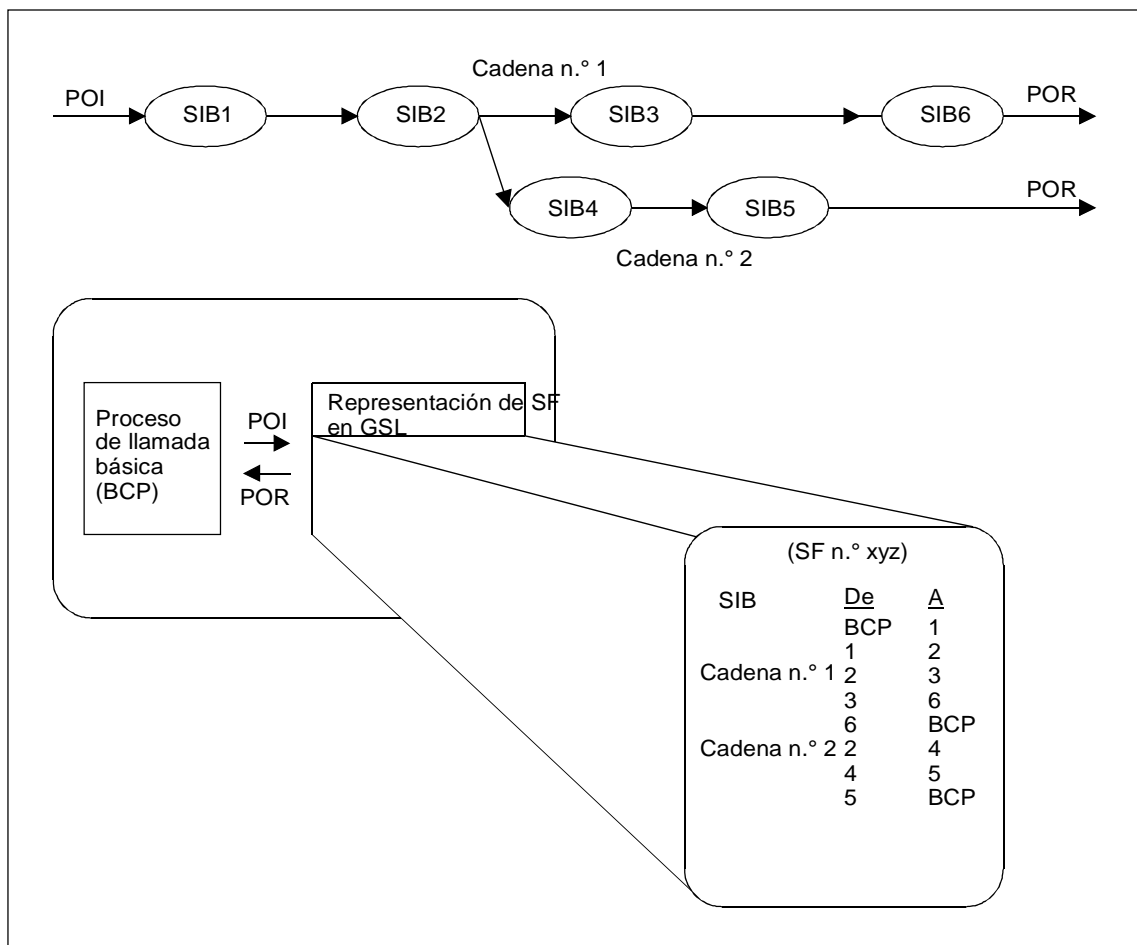 Cadena n.° 1
POI
SIB1
SIB2
SIB3
SIB6
POR
SIB4
SIB5
POR
Cadena n.° 2
Proceso
de llamada
básica
(BCP)
POI
POR
Representación de SF
en GSL
(SF n.° xyz)
SIB De A
BCP 1
1 2
Cadena n.° 1 2 3
3 6
6 BCP
Cadena n.° 2 2 4
4 5
5 BCP